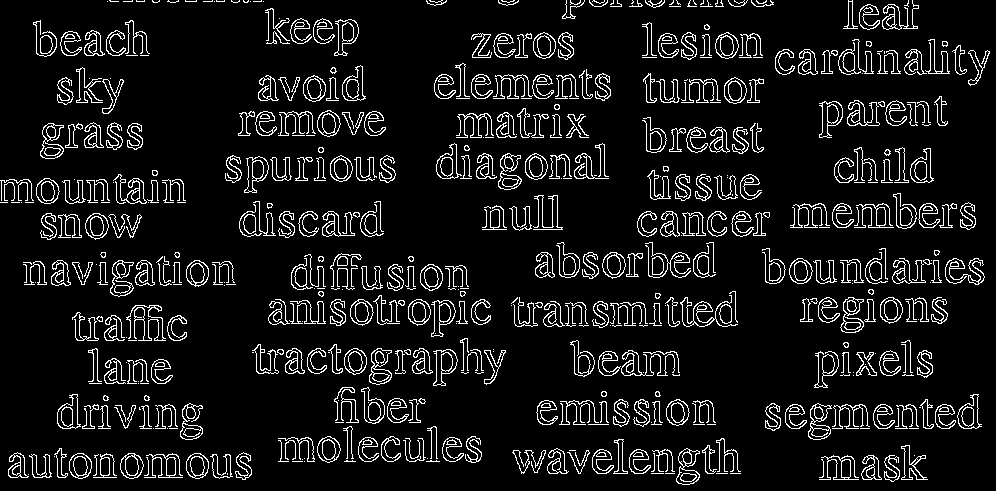 performed
beach
sky
grass
mountain
snow
keep
avoid
remove
spurious
discard
zeros
elements
matrix
diagonal
null
lesion
tumor
breast
tissue
cancer
leaf
cardinality
parent
child
members
navigation
traffic
lane
driving
autonomous
diffusion
anisotropic
tractography
fiber
molecules
absorbed
transmitted
beam
emission
wavelength
boundaries
regions
pixels
segmented
mask